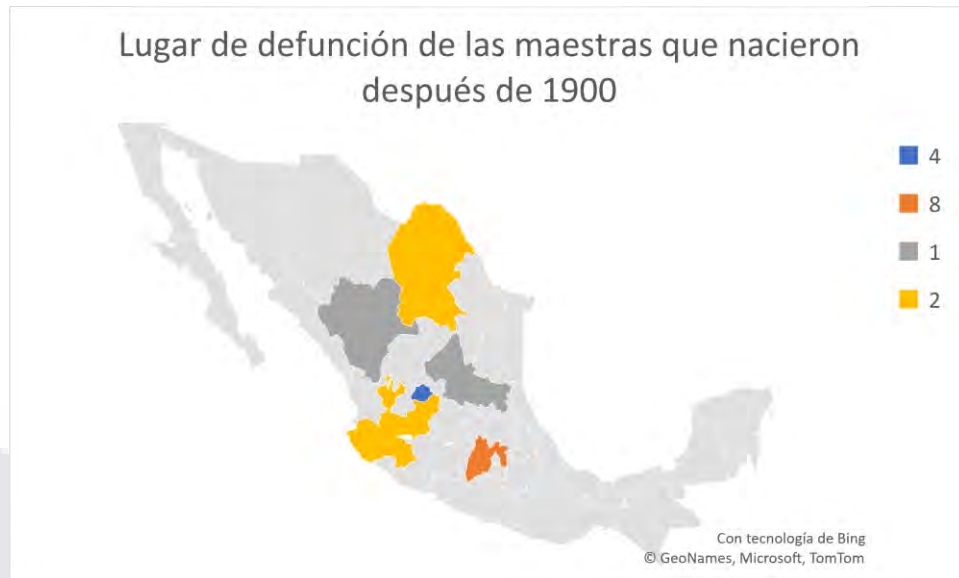 Lugar de defunción de las maestras que nacieron
después de 1900
4
8
1
2
Con tecnología de Bing
© GeoNames, Microsoft, TomTom